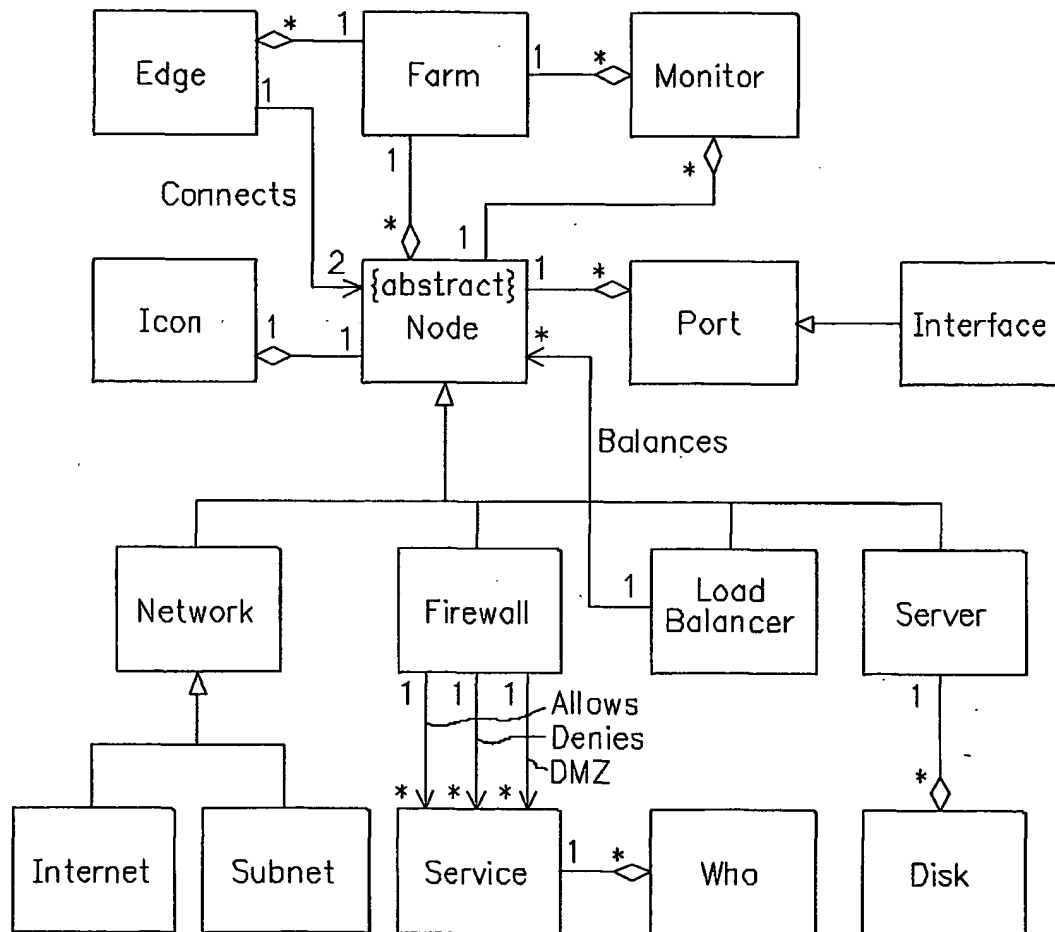 * 1
1 *
Edge
Farm
Monitor
1
1
*
Connects
*
1
2
{abstract}
1 *
Icon
Node
Port
Interface
1 1
*
Balances
Network
Firewall
1
Load
Balancer
Server
1 1 1
1
Allows
Denies
DMZ
* * *
*
Internet
Subnet
Service
1 *
Who
Disk